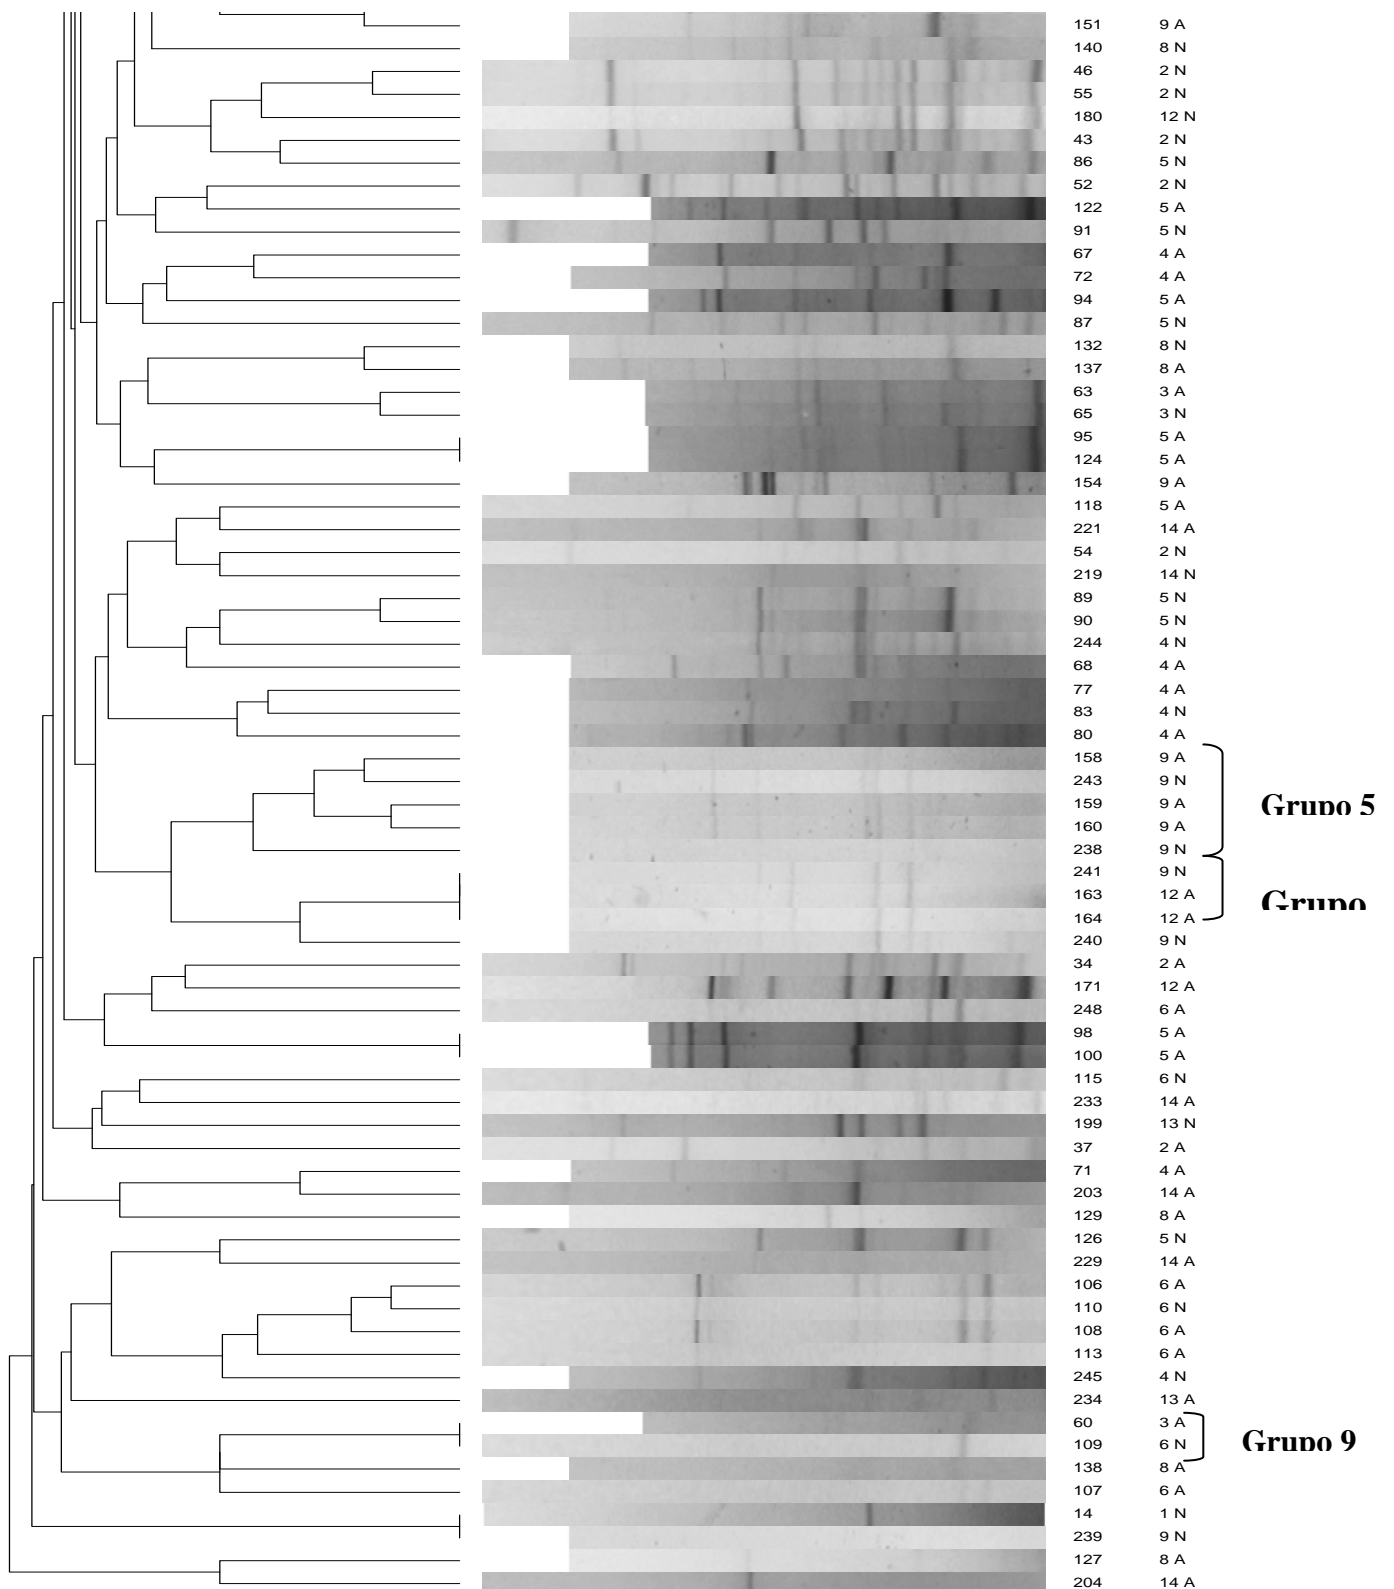 151 9 A
140 8 N
46 2 N
55 2 N
180 12 N
43 2 N
86 5 N
52 2 N
122 5 A
91 5 N
67 4 A
72 4 A
94 5 A
87 5 N
132 8 N
137 8 A
63 3 A
65 3 N
95 5 A
124 5 A
154 9 A
118 5 A
221 14 A
54 2 N
219 14 N
89 5 N
90 5 N
244 4 N
68 4 A
77 4 A
83 4 N
80 4 A
158 9 A
243 9 N
159 9 A
Grupo 5
160 9 A
238 9 N
241 9 N
163 12 A
Grupo
164 12 A
240 9 N
34 2 A
171 12 A
248 6 A
98 5 A
100 5 A
115 6 N
233 14 A
199 13 N
37 2 A
71 4 A
203 14 A
129 8 A
126 5 N
229 14 A
106 6 A
110 6 N
108 6 A
113 6 A
245 4 N
234 13 A
60 3 A
109 6 N
Grupo 9
138 8 A
107 6 A
14 1 N
239 9 N
127 8 A
204 14 A